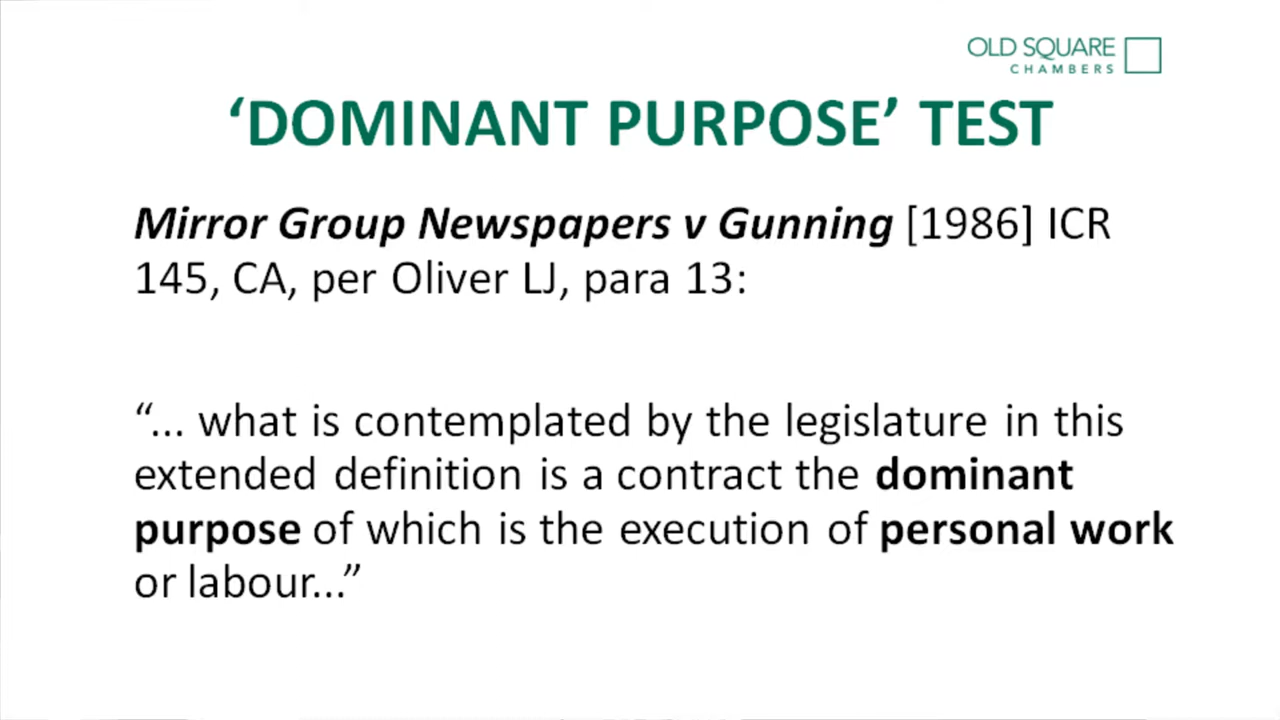 OLD SQUARE
CHAMBERS
‘DOMINANT PURPOSE’ TEST
Mirror Group Newspapers v Gunning [1986] ICR
145, CA, per Oliver LJ, para 13:
“... what is contemplated by the legislature in this
extended definition is a contract the dominant
purpose of which is the execution of personal work
or labour...”